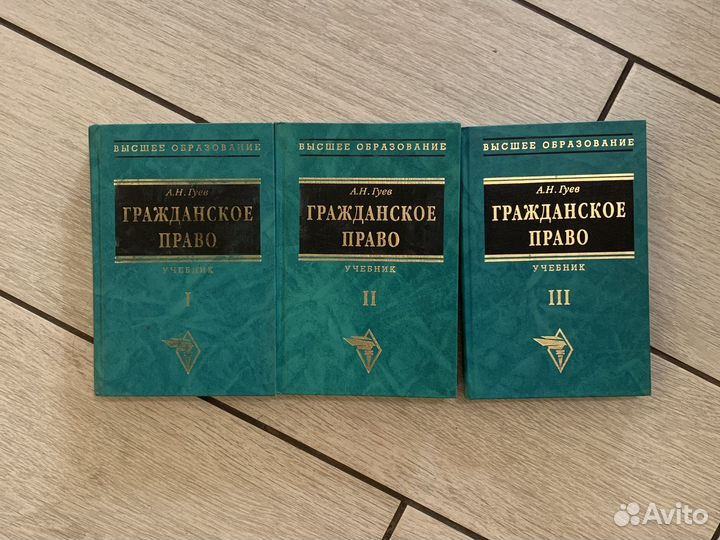 ВЫСШЕЕ ОБРАЗОВАНИЕ
А.Н. Гуев
ГРАЖДАНСКОЕ
ПРАВО
УЧЕБНИК
I
ВЫСШЕЕ ОБРАЗОВАНИЕ
А.Н. Гуев
ГРАЖДАНСКОЕ
ПРАВО
УЧЕБНИК
II
ВЫСШЕЕ ОБРАЗОВАНИЕ
А.Н. Гуев
ГРАЖДАНСКОЕ
ПРАВО
УЧЕБНИК
III
Avito